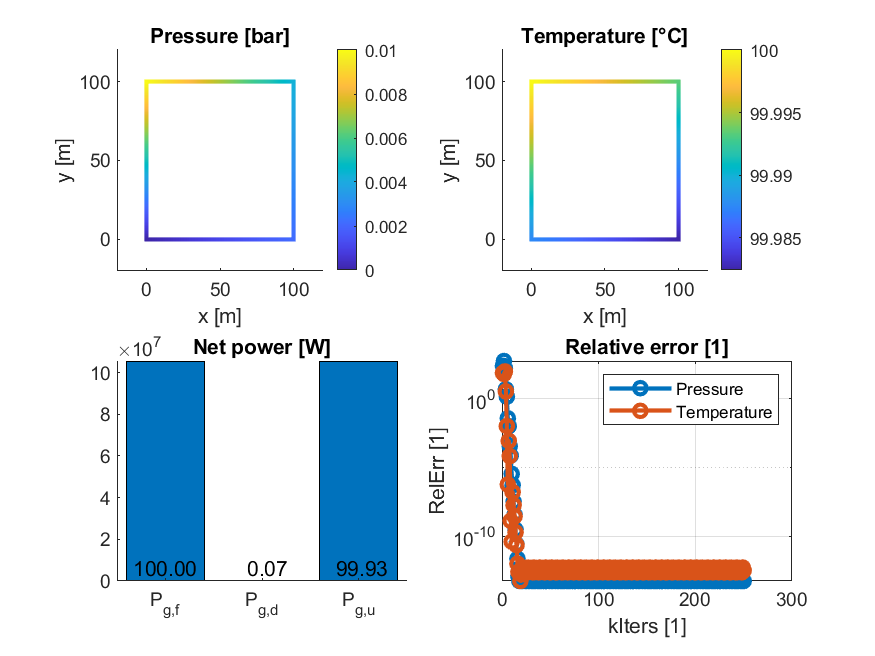 Pressure [bar]
100
50
0
y [m]
0
50
100
x [m]
0.01
0.008
0.006
0.004
0.002
0
Temperature [°C]
100
50
0
y [m]
0
50
100
x [m]
100
99.995
99.99
99.985
Net power [W]
×10^7
10
8
6
4
2
0
100.00
0.07
99.93
P_{g,f}
P_{g,d}
P_{g,u}
Relative error [1]
Pressure
Temperature
RelErr [1]
10^0
10^{-10}
0
100
200
300
kIters [1]